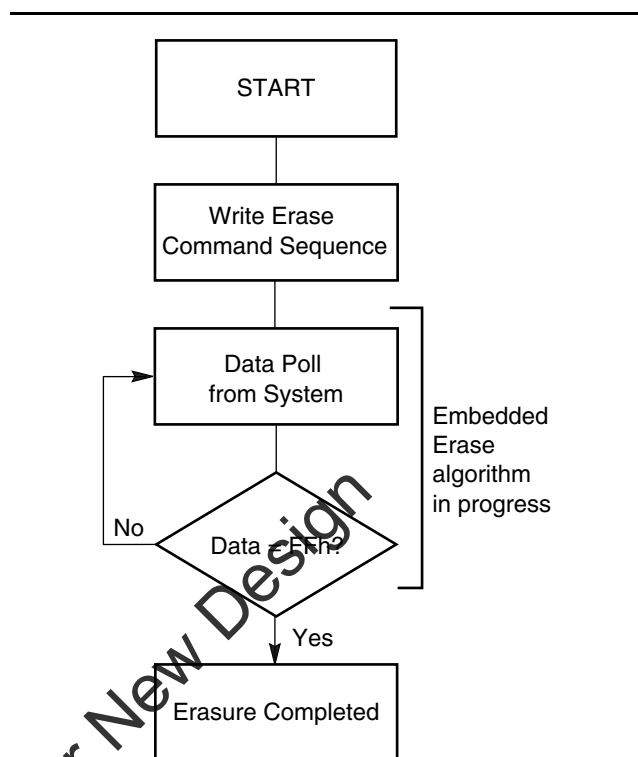 START
Write Erase
Command Sequence
Data Poll
from System
Embedded
Erase
algorithm
in progress
No
Data = FFh?
Yes
Erasure Completed
r New Design